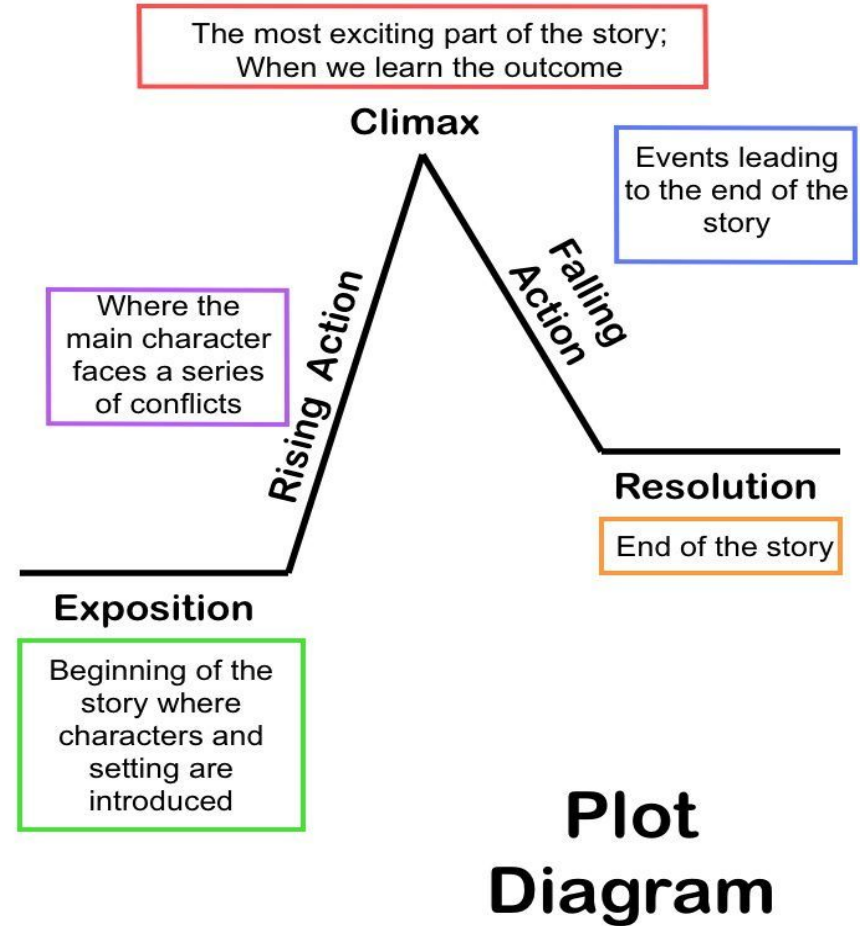 The most exciting part of the story;
When we learn the outcome
Climax
Events leading
to the end of the
story
Falling
Action
Where the
main character
faces a series
of conflicts
Rising Action
Resolution
End of the story
Exposition
Beginning of the
story where
characters and
setting are
introduced
Plot
Diagram